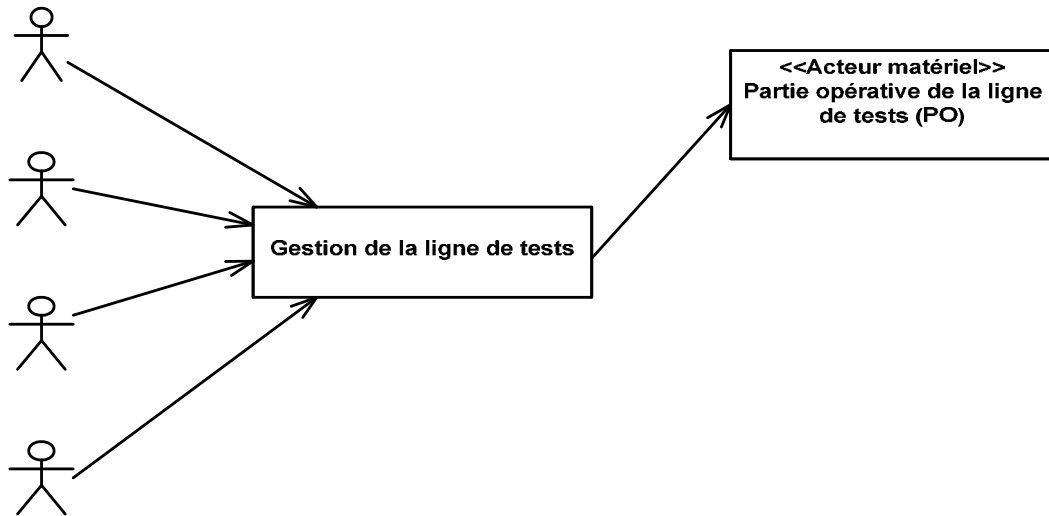 <<Acteur matériel>>
Partie opérative de la ligne
de tests (PO)
Gestion de la ligne de tests